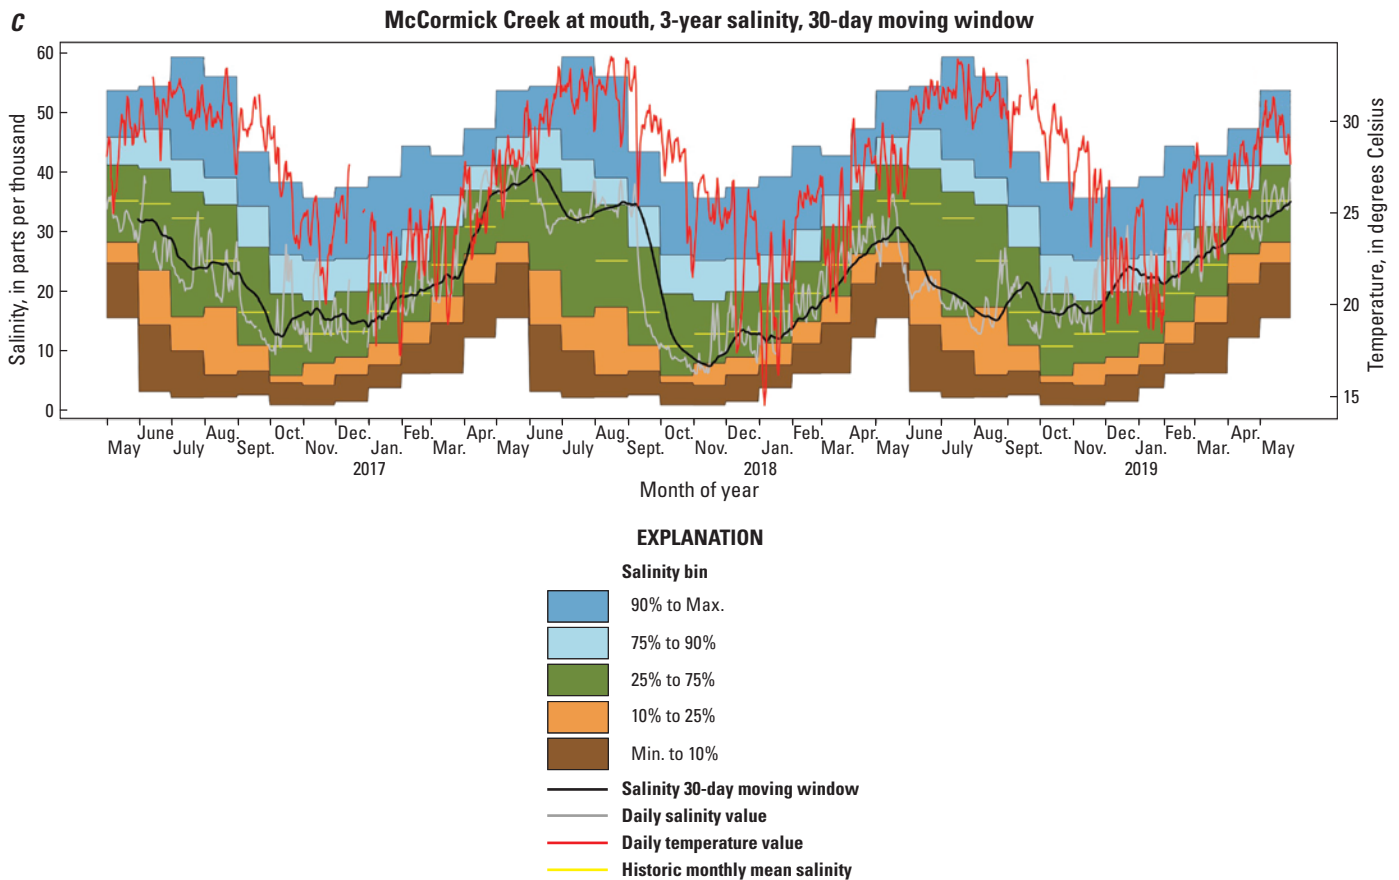 C
McCormick Creek at mouth, 3-year salinity, 30-day moving window
Salinity, in parts per thousand
60
50
40
30
20
10
0
30
25
20
15
Temperature, in degrees Celsius
June Aug. Oct. Dec. Feb. Apr. June Aug. Oct. Dec. Feb. Apr. June Aug. Oct. Dec. Feb. Apr.
May July Sept. Nov. Jan. Mar. May July Sept. Nov. Jan. Mar. May July Sept. Nov. Jan. Mar. May
2017 2018 2019
Month of year
EXPLANATION
Salinity bin
90% to Max.
75% to 90%
25% to 75%
10% to 25%
Min. to 10%
Salinity 30-day moving window
Daily salinity value
Daily temperature value
Historic monthly mean salinity